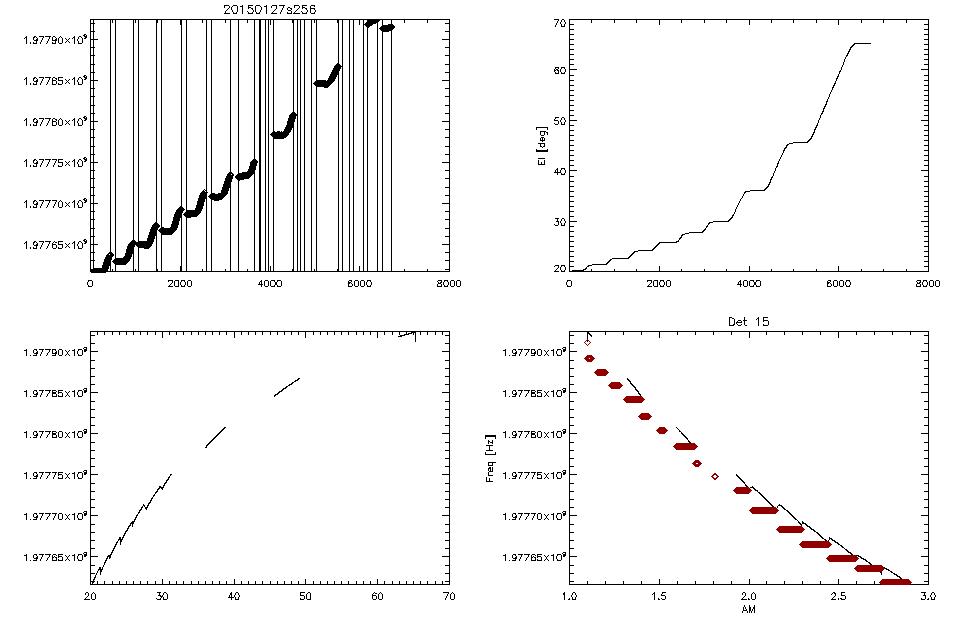 20150127s256
1.97790×10⁹
1.97785×10⁹
1.97780×10⁹
1.97775×10⁹
1.97770×10⁹
1.97765×10⁹
0 2000 4000 6000 8000
El [deg]
70
60
50
40
30
20
0 2000 4000 6000 8000
1.97790×10⁹
1.97785×10⁹
1.97780×10⁹
1.97775×10⁹
1.97770×10⁹
1.97765×10⁹
20 30 40 50 60 70
Det 15
Freq [Hz]
1.97790×10⁹
1.97785×10⁹
1.97780×10⁹
1.97775×10⁹
1.97770×10⁹
1.97765×10⁹
1.0 1.5 2.0 2.5 3.0
AM